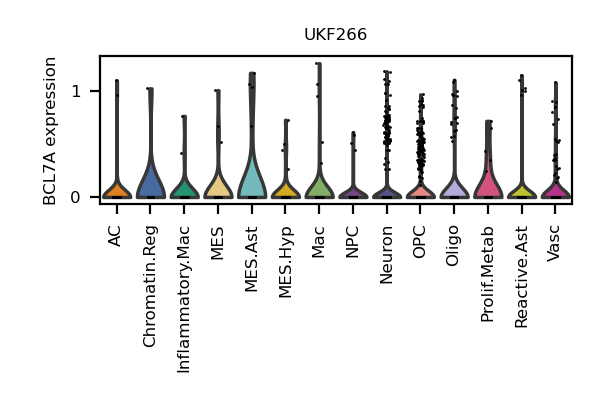 UKF266
BCL7A expression
1
0
AC
Chromatin.Reg
Inflammatory.Mac
MES
MES.Ast
MES.Hyp
Mac
NPC
Neuron
OPC
Oligo
Prolif.Metab
Reactive.Ast
Vasc